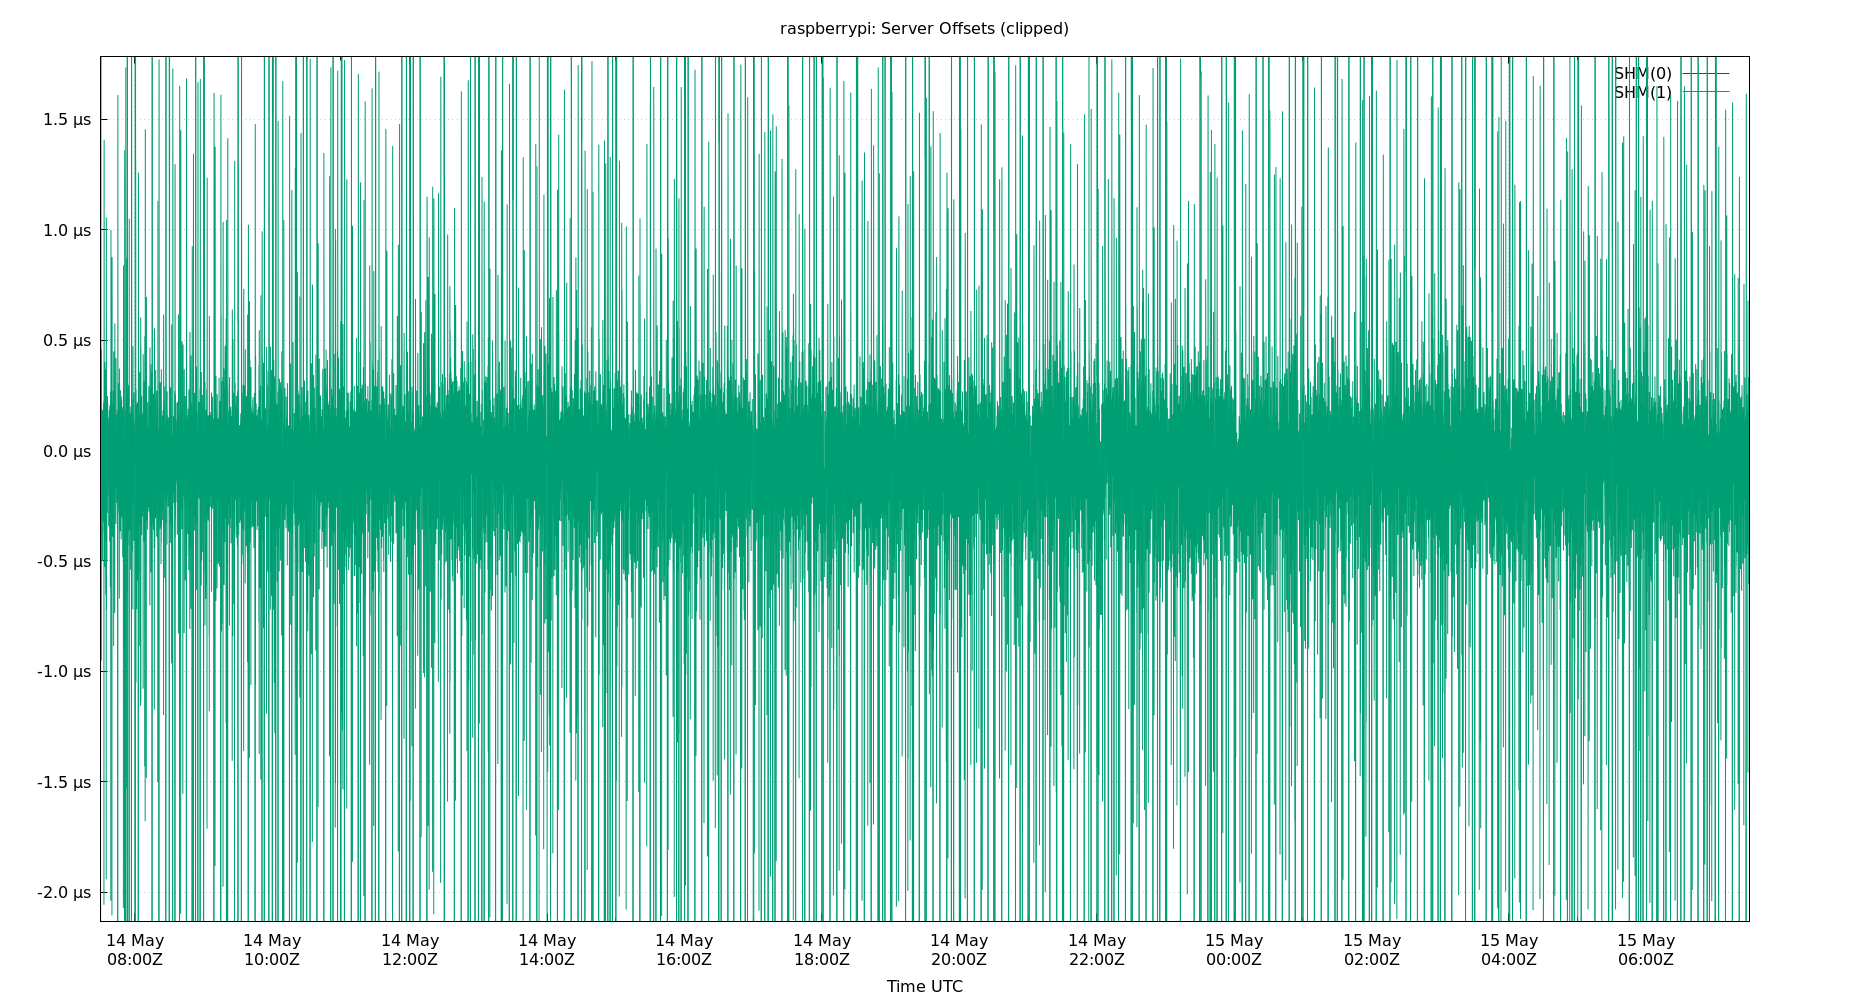 raspberrypi: Server Offsets (clipped)
SHM(0)
SHM(1)
1.5 µs
1.0 µs
0.5 µs
0.0 µs
-0.5 µs
-1.0 µs
-1.5 µs
-2.0 µs
14 May 14 May 14 May 14 May 14 May 14 May 14 May 14 May 15 May 15 May 15 May 15 May
08:00Z 10:00Z 12:00Z 14:00Z 16:00Z 18:00Z 20:00Z 22:00Z 00:00Z 02:00Z 04:00Z 06:00Z
Time UTC